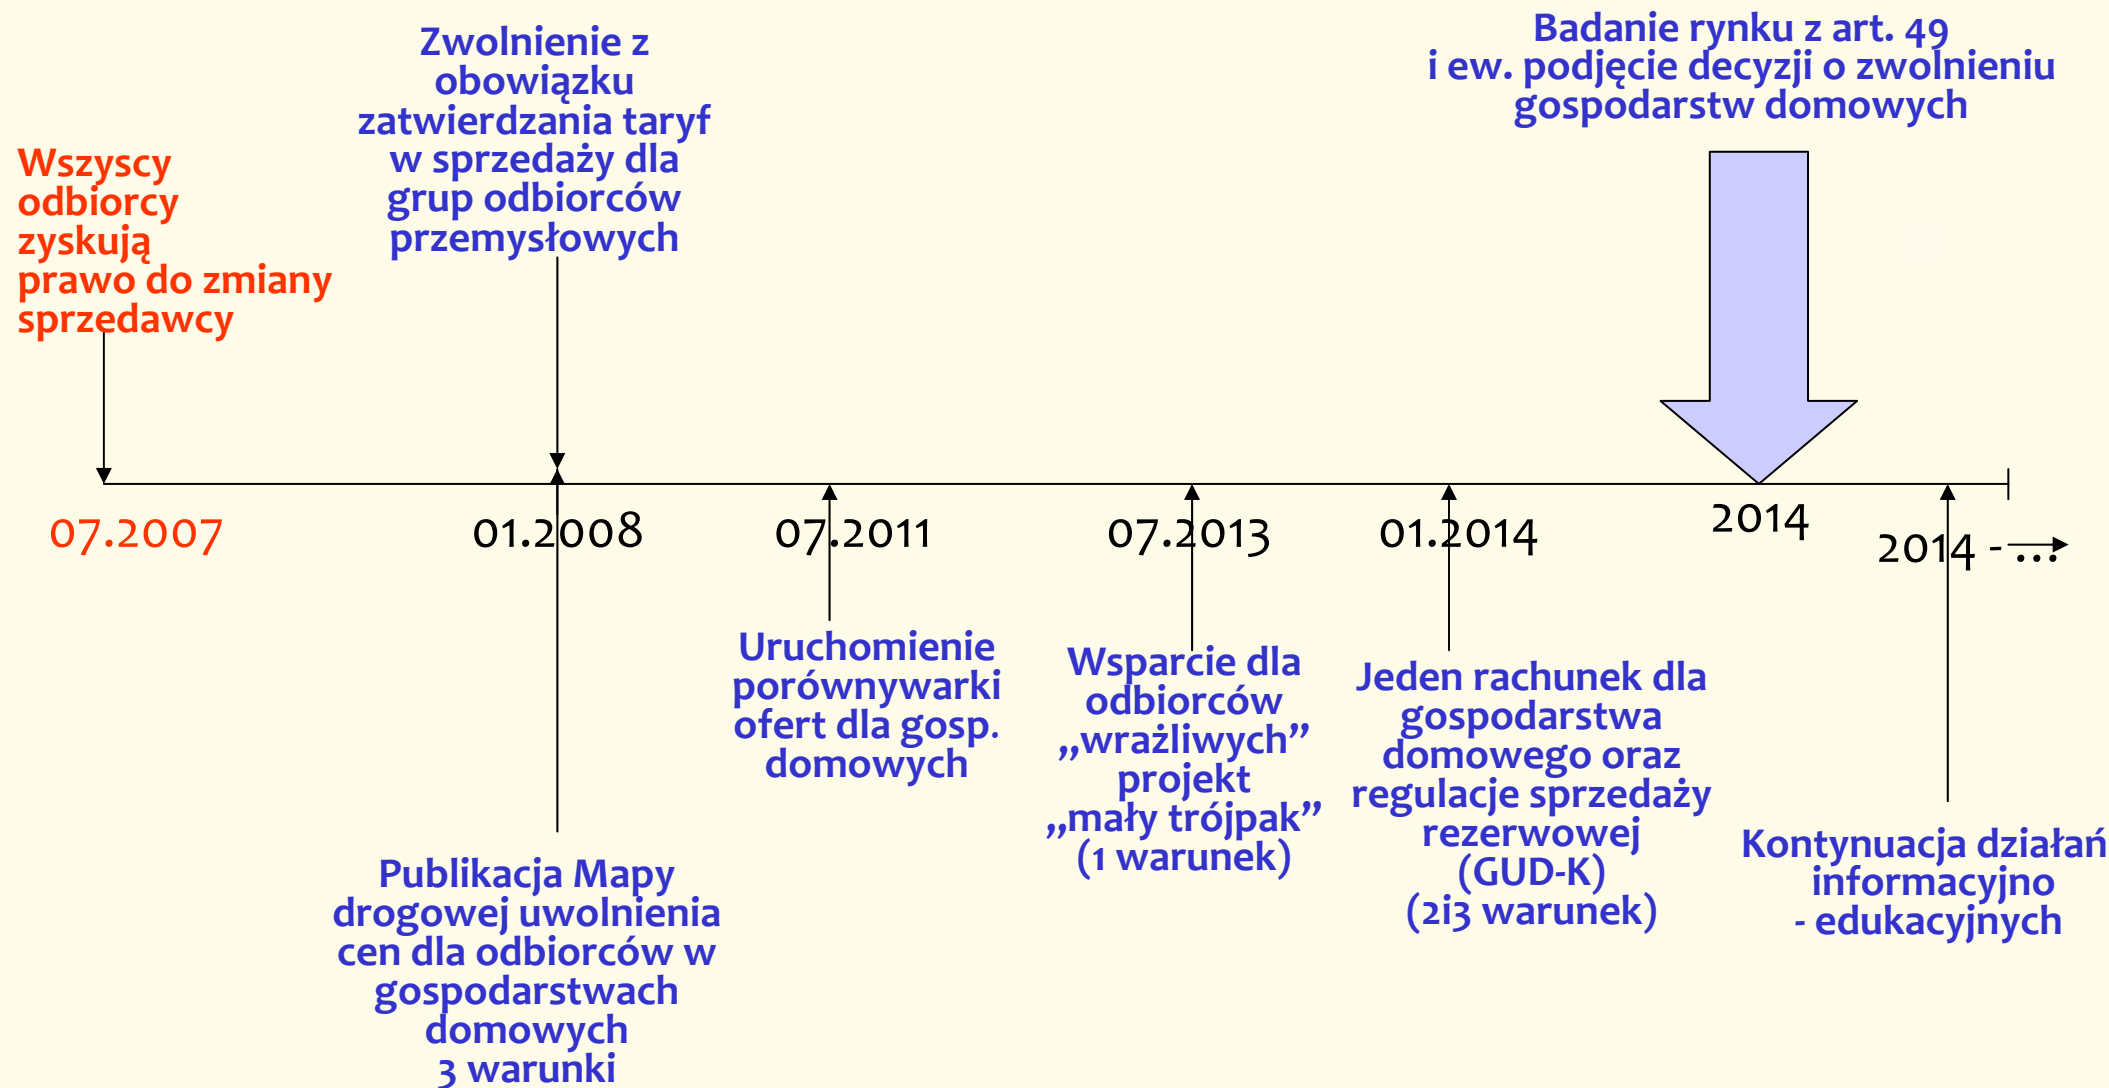 Wszyscy
odbiorcy
zyskują
prawo do zmiany
sprzedawcy
Zwolnienie z
obowiązku
zatwierdzania taryf
w sprzedaży dla
grup odbiorców
przemysłowych
Badanie rynku z art. 49
i ew. podjęcie decyzji o zwolnieniu
gospodarstw domowych
07.2007
01.2008
07.2011
07.2013
01.2014
2014
2014 - ...
Publikacja Mapy
drogowej uwolnienia
cen dla odbiorców w
gospodarstwach
domowych
3 warunki
Uruchomienie
porównywarki
ofert dla gosp.
domowych
Wsparcie dla
odbiorców
„wrażliwych”
projekt
„mały trójpak”
(1 warunek)
Jeden rachunek dla
gospodarstwa
domowego oraz
regulacje sprzedaży
rezerwowej
(GUD-K)
(2i3 warunek)
Kontynuacja działań
informacyjno
- edukacyjnych